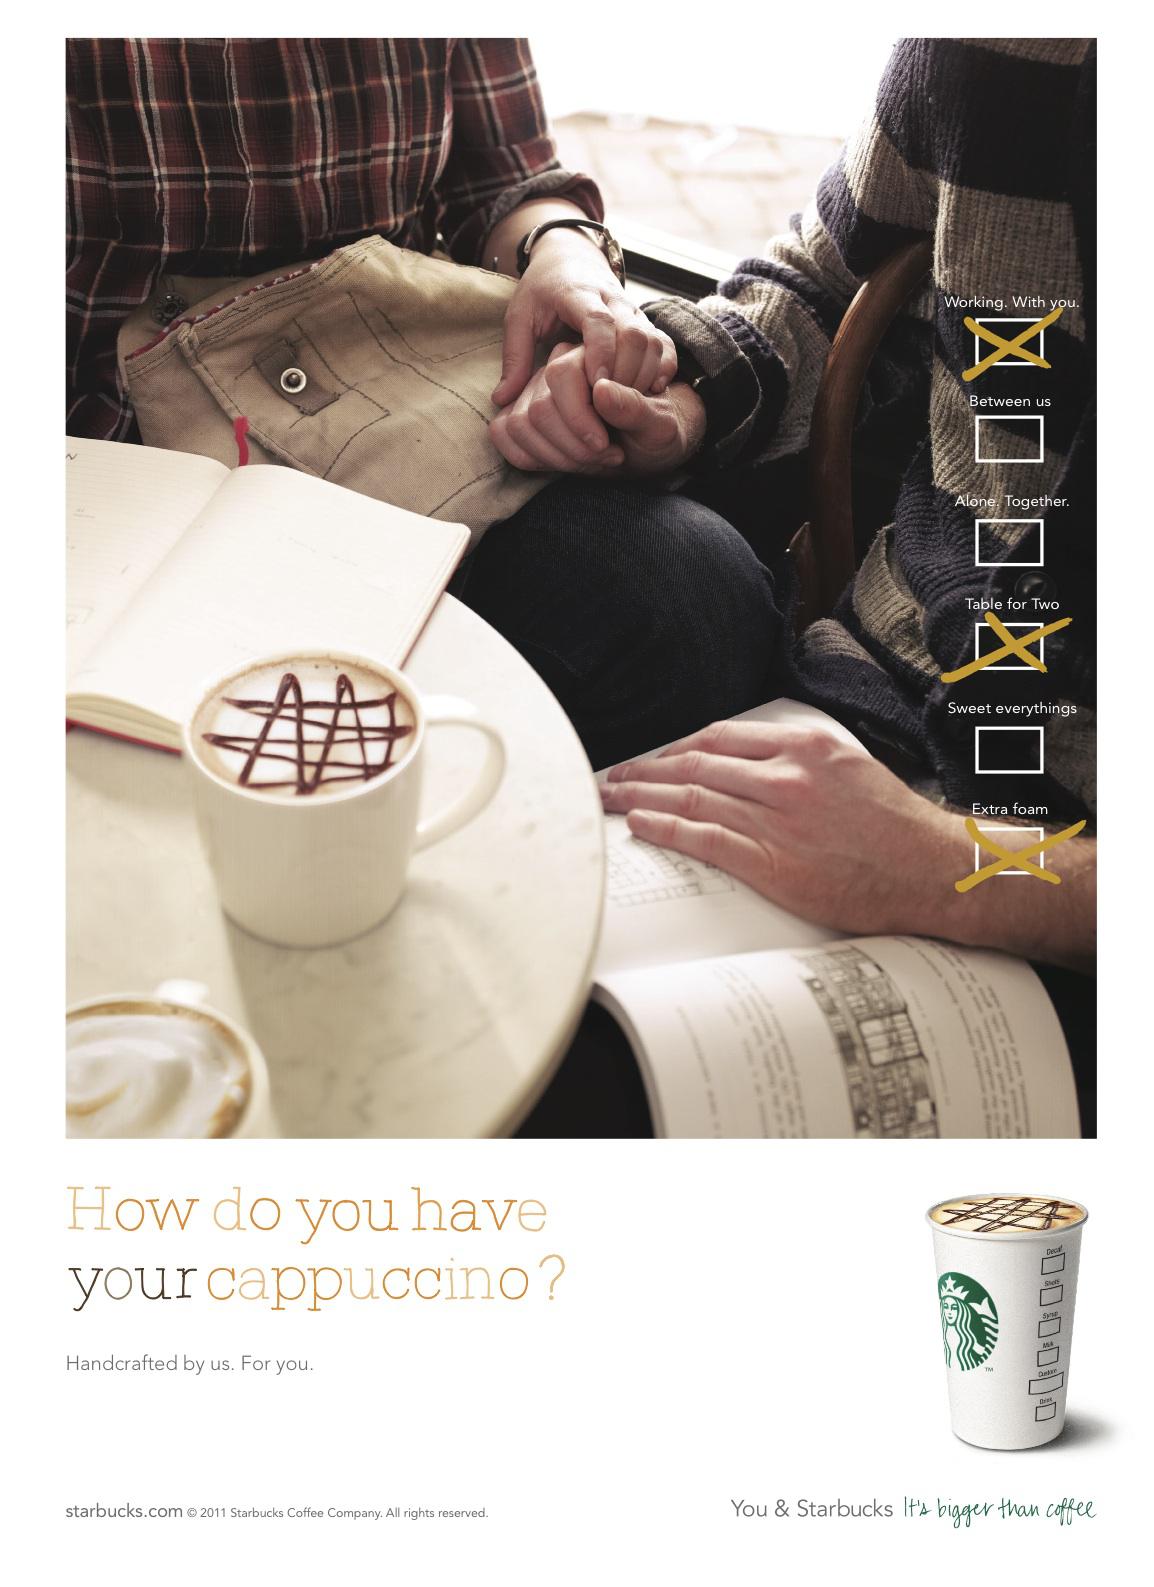 Working. With you.
Between us
Alone. Together.
Table for Two
Sweet everythings
Extra foam
How do you have
your cappuccino?
Handcrafted by us. For you.
Decaf
Shots
Syrup
Milk
Custom
Drink
TM
starbucks.com © 2011 Starbucks Coffee Company. All rights reserved.
You & Starbucks It's bigger than coffee